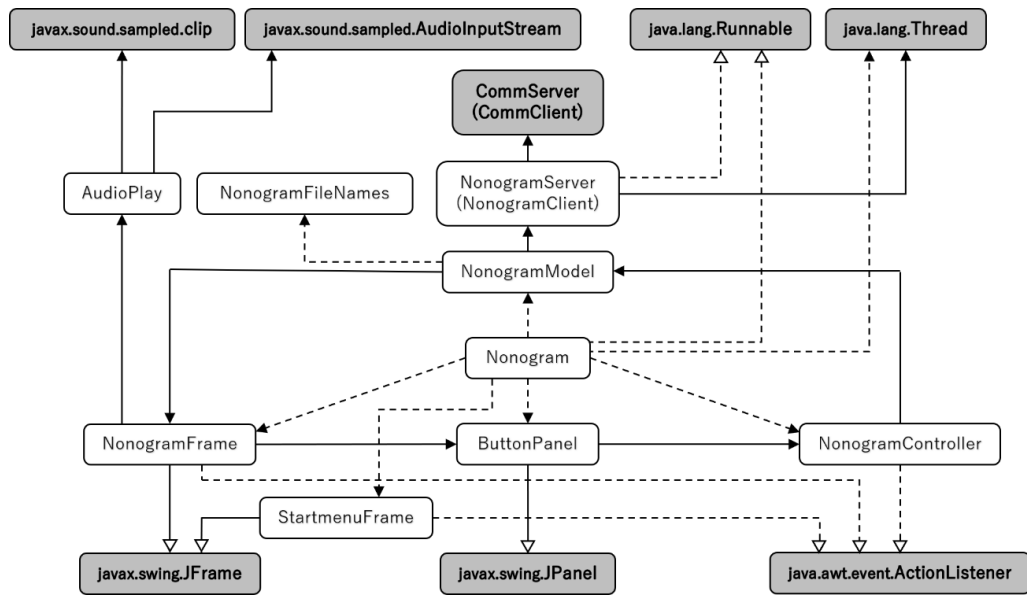 javax.sound.sampled.clip
javax.sound.sampled.AudioInputStream
java.lang.Runnable
java.lang.Thread
CommServer
(CommClient)
AudioPlay
NonogramFileNames
NonogramServer
(NonogramClient)
NonogramModel
Nonogram
NonogramFrame
ButtonPanel
NonogramController
StartmenuFrame
javax.swing.JFrame
javax.swing.JPanel
java.awt.event.ActionListener